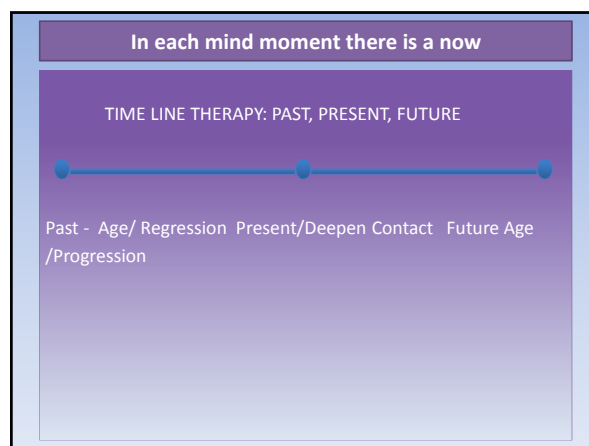 In each mind moment there is a now
TIME LINE THERAPY: PAST, PRESENT, FUTURE
Past - Age/ Regression Present/Deepen Contact Future Age
/Progression